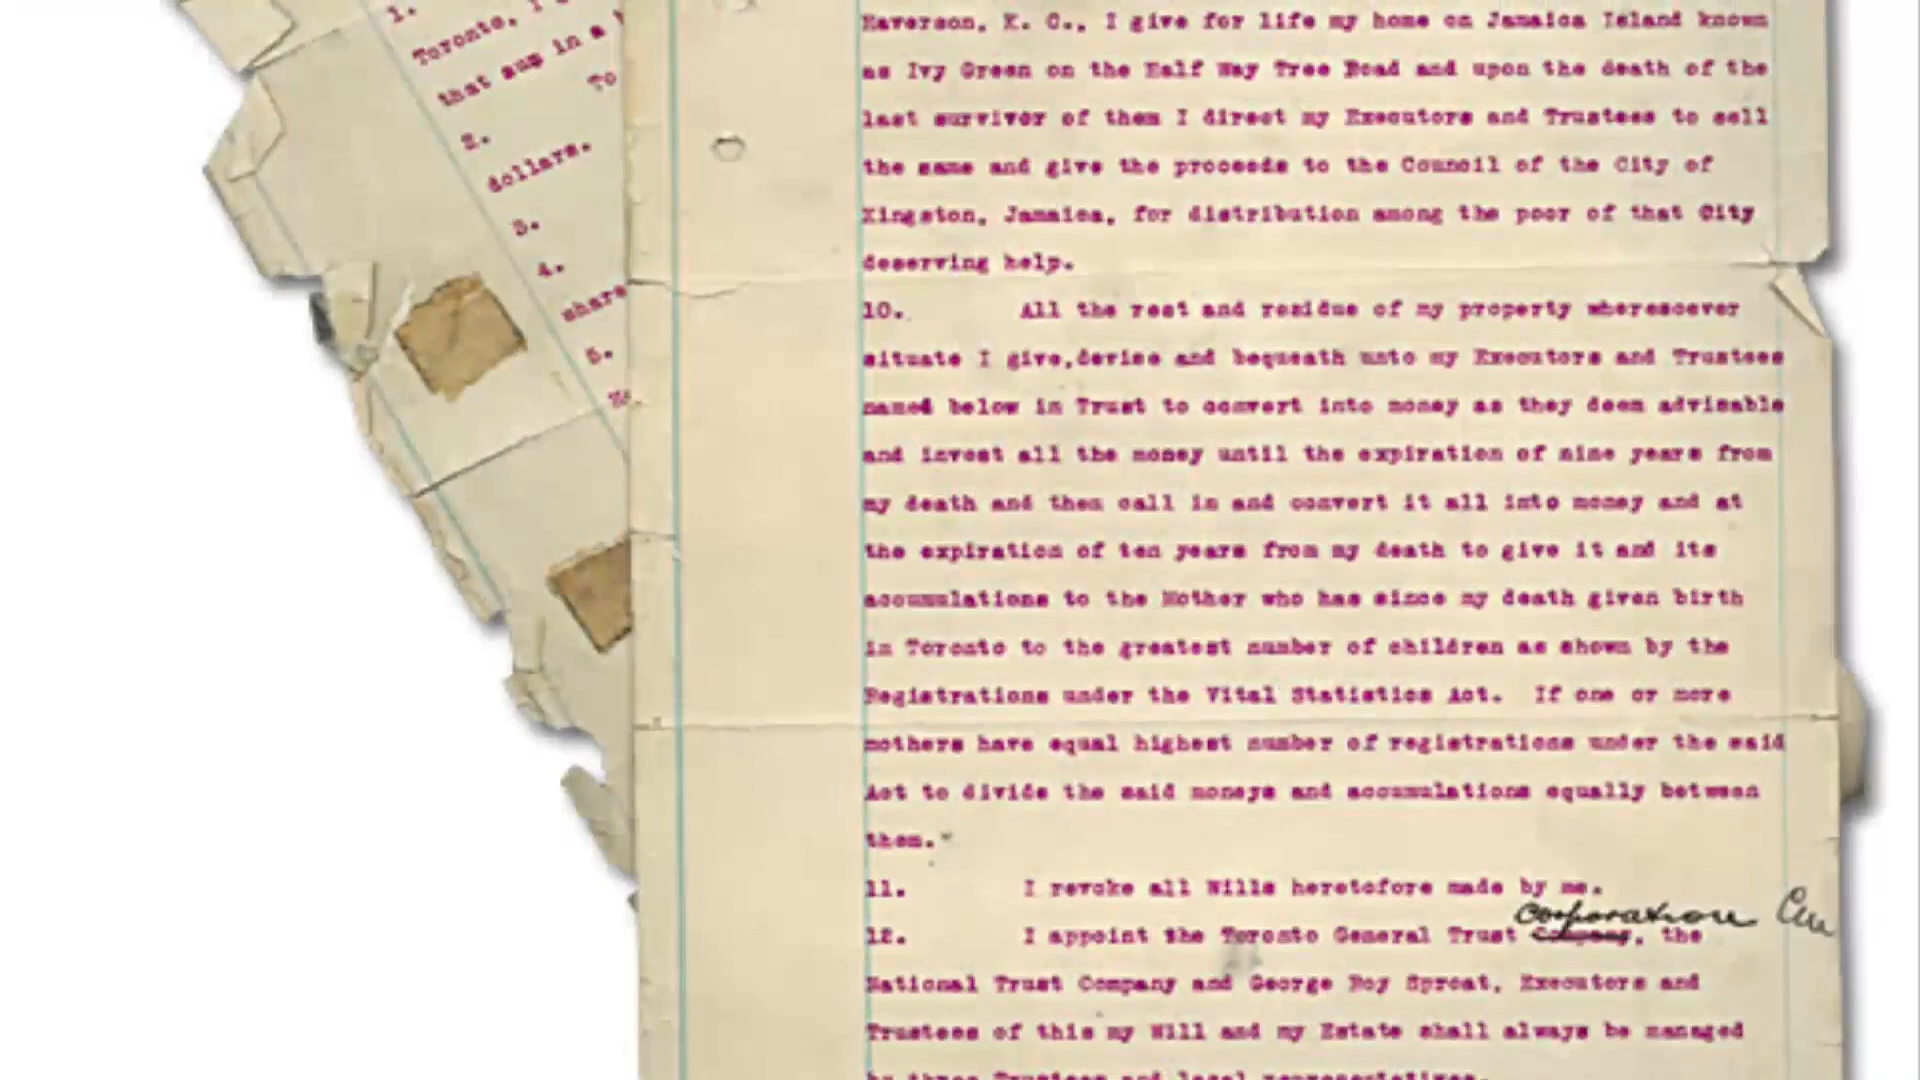 1.
Toronto, I
that sum in a
To
2.
dollars.
3.
4.
share
5.
Haverson, K. C., I give for life my home on Jamaica Island known
as Ivy Green on the Half Way Tree Road and upon the death of the
last survivor of them I direct my Executors and Trustees to sell
the same and give the proceeds to the Council of the City of
Kingston, Jamaica, for distribution among the poor of that City
deserving help.
10. All the rest and residue of my property wheresoever
situate I give,devise and bequeath unto my Executors and Trustees
named below in Trust to convert into money as they deem advisable
and invest all the money until the expiration of nine years from
my death and then call in and convert it all into money and at
the expiration of ten years from my death to give it and its
accumulations to the Mother who has since my death given birth
in Toronto to the greatest number of children as shown by the
Registrations under the Vital Statistics Act. If one or more
mothers have equal highest number of registrations under the said
Act to divide the said moneys and accumulations equally between
them."
11. I revoke all Wills heretofore made by me.
corporation
12. I appoint the Toronto General Trust Company, the
National Trust Company and George Roy Sproat, Executors and
Trustees of this my Will and my Estate shall always be managed
by three Trustees and legal representatives.